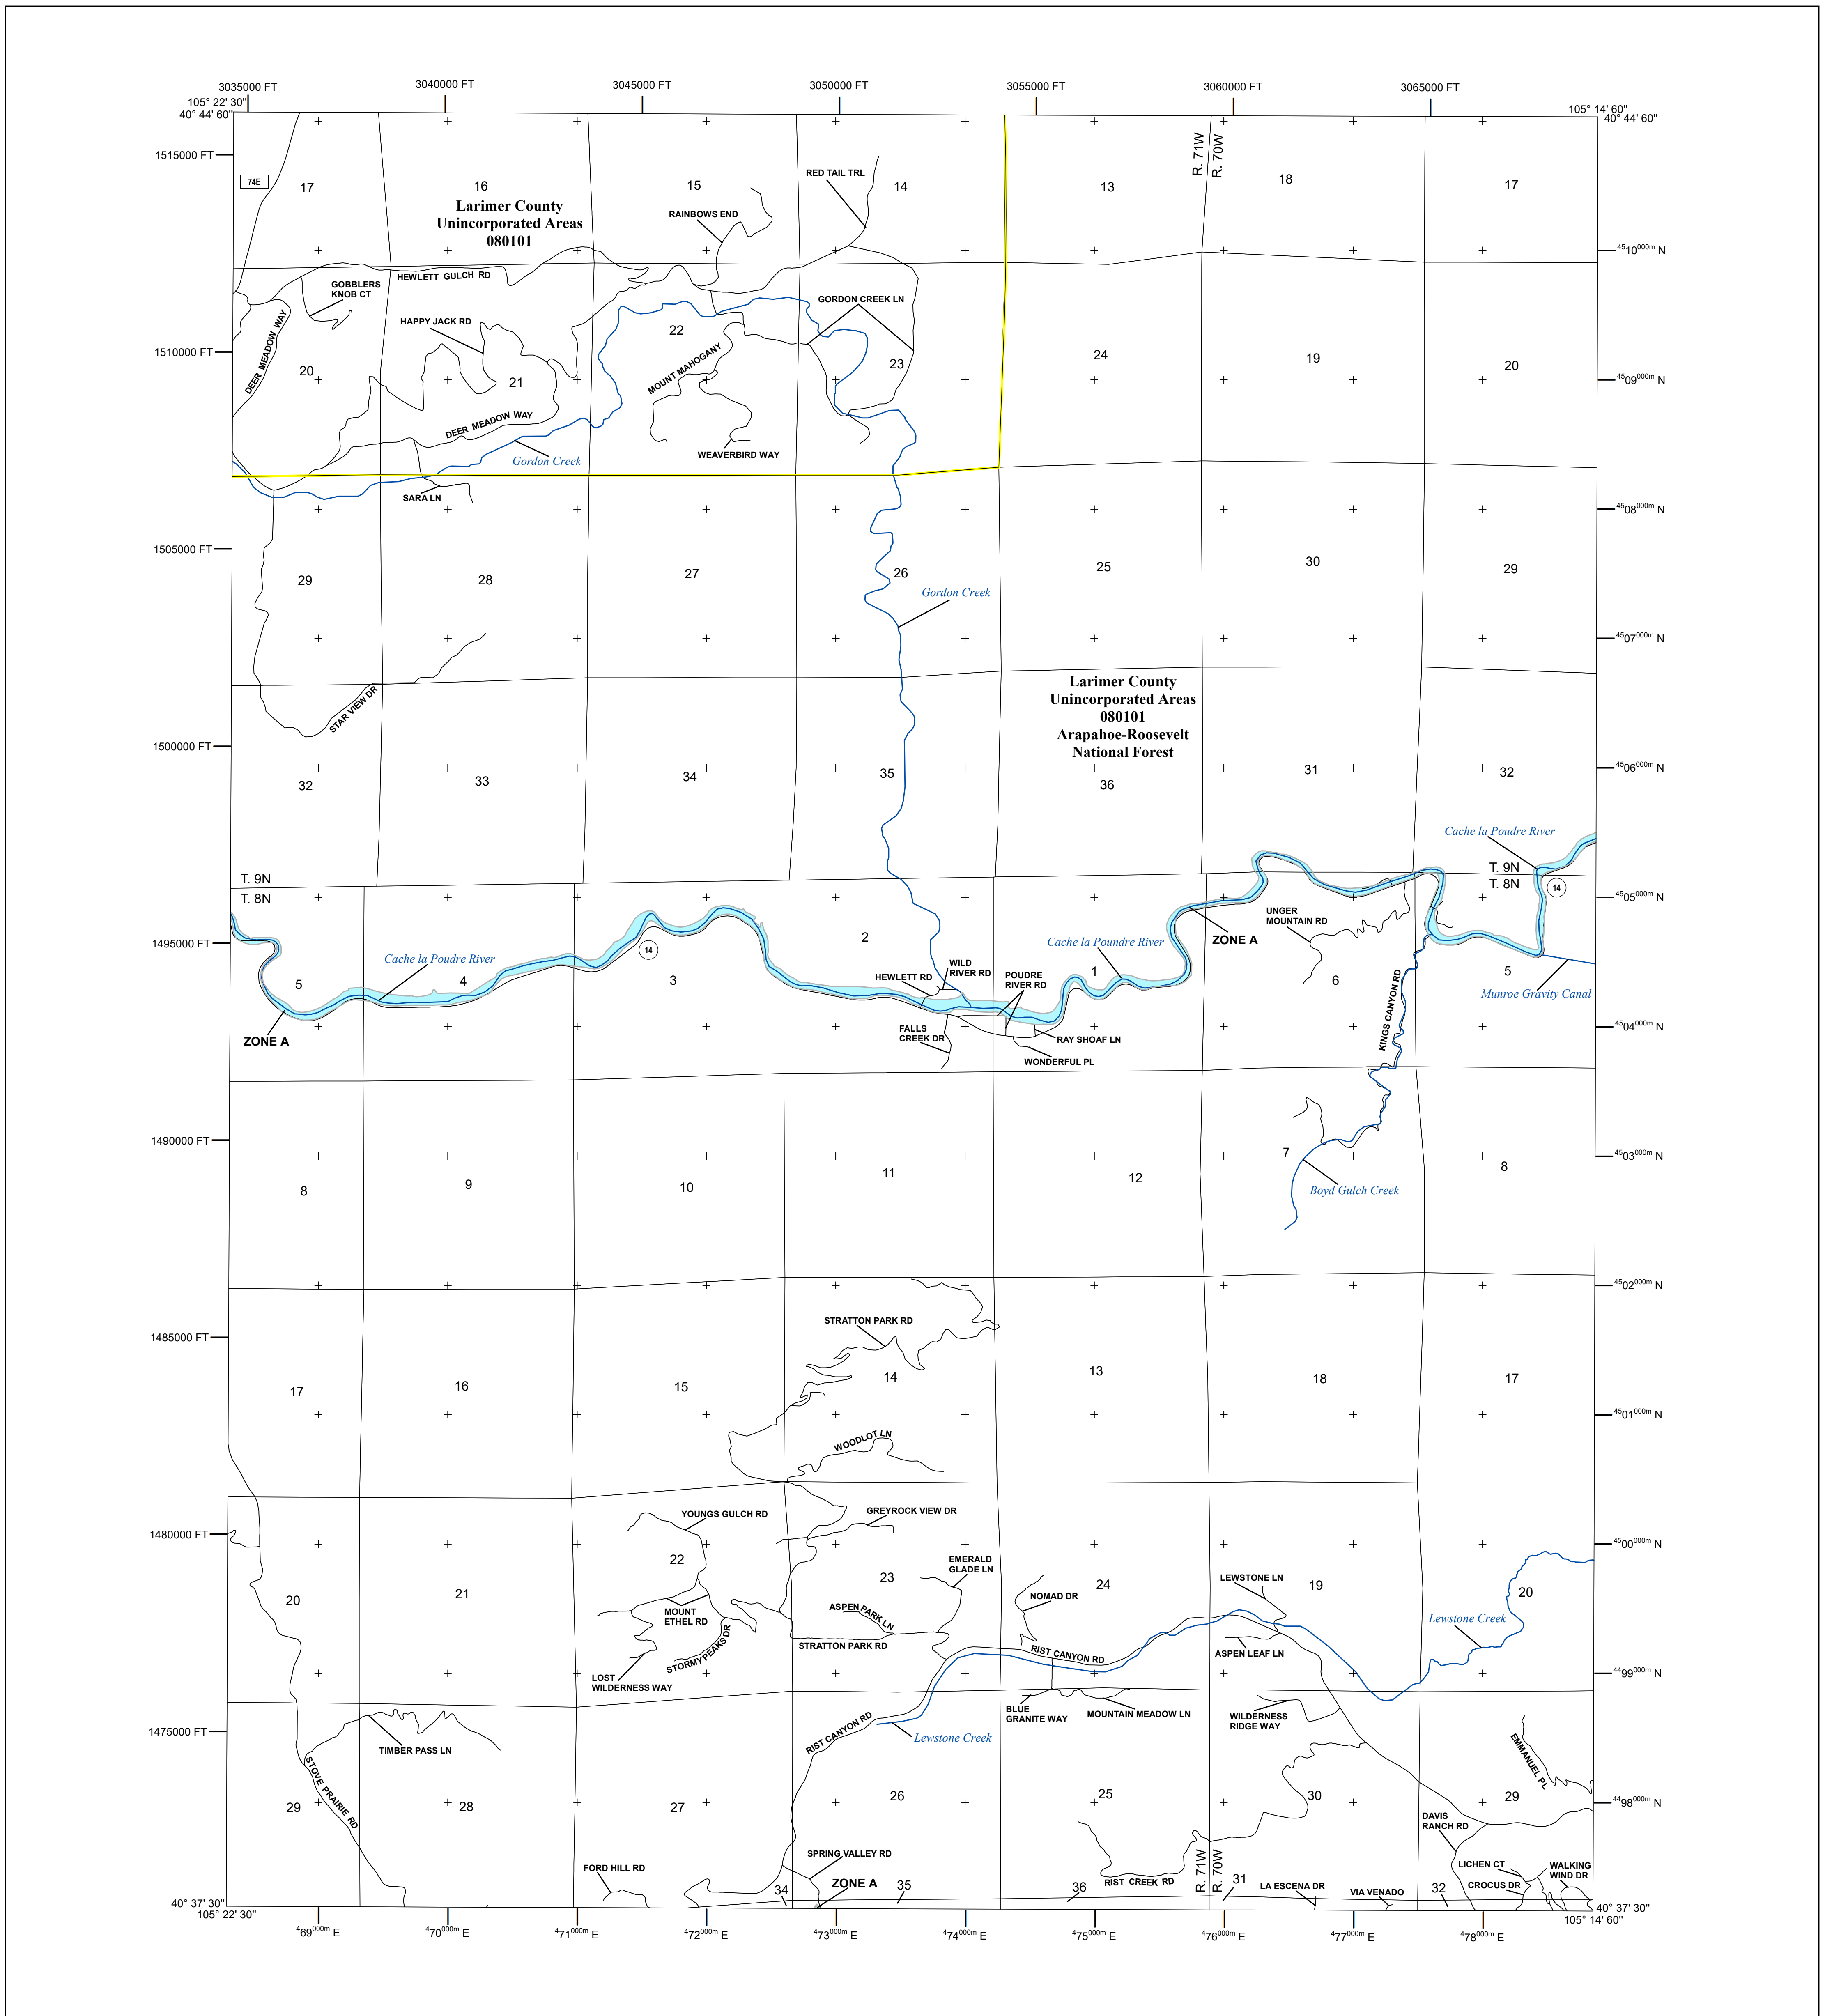 3035000 FT
3040000 FT
3045000 FT
3050000 FT
3055000 FT
3060000 FT
3065000 FT
105° 22' 30"
105° 14' 60"
40° 44' 60"
40° 44' 60"
1515000 FT
R. 71W
R. 70W
74E
17
16
15
RED TAIL TRL
14
13
18
17
Larimer County
Unincorporated Areas
080101
RAINBOWS END
4510000m N
HEWLETT GULCH RD
GOBBLERS
KNOB CT
GORDON CREEK LN
HAPPY JACK RD
22
DEER MEADOW WAY
1510000 FT
MOUNT MAHOGANY
23
24
19
20
20
21
4509000m N
DEER MEADOW WAY
WEAVERBIRD WAY
Gordon Creek
SARA LN
4508000m N
1505000 FT
29
28
27
26
25
30
29
Gordon Creek
4507000m N
STAR VIEW DR
Larimer County
Unincorporated Areas
080101
Arapahoe-Roosevelt
National Forest
1500000 FT
32
33
34
35
36
31
32
4506000m N
Cache la Poudre River
T. 9N
T. 8N
T. 9N
T. 8N
14
4505000m N
UNGER
MOUNTAIN RD
1495000 FT
14
2
Cache la Poundre River
ZONE A
Cache la Poudre River
5
4
3
HEWLETT RD
WILD
RIVER RD
POUDRE
RIVER RD
1
6
5
Munroe Gravity Canal
KINGS CANYON RD
ZONE A
FALLS
CREEK DR
RAY SHOAF LN
WONDERFUL PL
4504000m N
1490000 FT
7
4503000m N
8
9
10
11
12
8
Boyd Gulch Creek
4502000m N
STRATTON PARK RD
1485000 FT
17
16
15
14
13
18
17
4501000m N
WOODLOT LN
YOUNGS GULCH RD
GREYROCK VIEW DR
1480000 FT
4500000m N
22
EMERALD
GLADE LN
23
24
LEWSTONE LN
19
20
20
21
NOMAD DR
MOUNT
ETHEL RD
ASPEN PARK LN
Lewstone Creek
STORMY PEAKS DR
STRATTON PARK RD
RIST CANYON RD
ASPEN LEAF LN
LOST
WILDERNESS WAY
4499000m N
BLUE
GRANITE WAY
MOUNTAIN MEADOW LN
WILDERNESS
RIDGE WAY
1475000 FT
RIST CANYON RD
Lewstone Creek
TIMBER PASS LN
EMMANUEL PL
STOVE PRAIRIE RD
29
28
27
26
25
30
29
4498000m N
DAVIS
RANCH RD
SPRING VALLEY RD
R. 71W
R. 70W
FORD HILL RD
LICHEN CT
WALKING
WIND DR
34
ZONE A
35
36
RIST CREEK RD
31
LA ESCENA DR
VIA VENADO
32
CROCUS DR
40° 37' 30"
40° 37' 30"
105° 22' 30"
105° 14' 60"
469000m E
470000m E
471000m E
472000m E
473000m E
474000m E
475000m E
476000m E
477000m E
478000m E